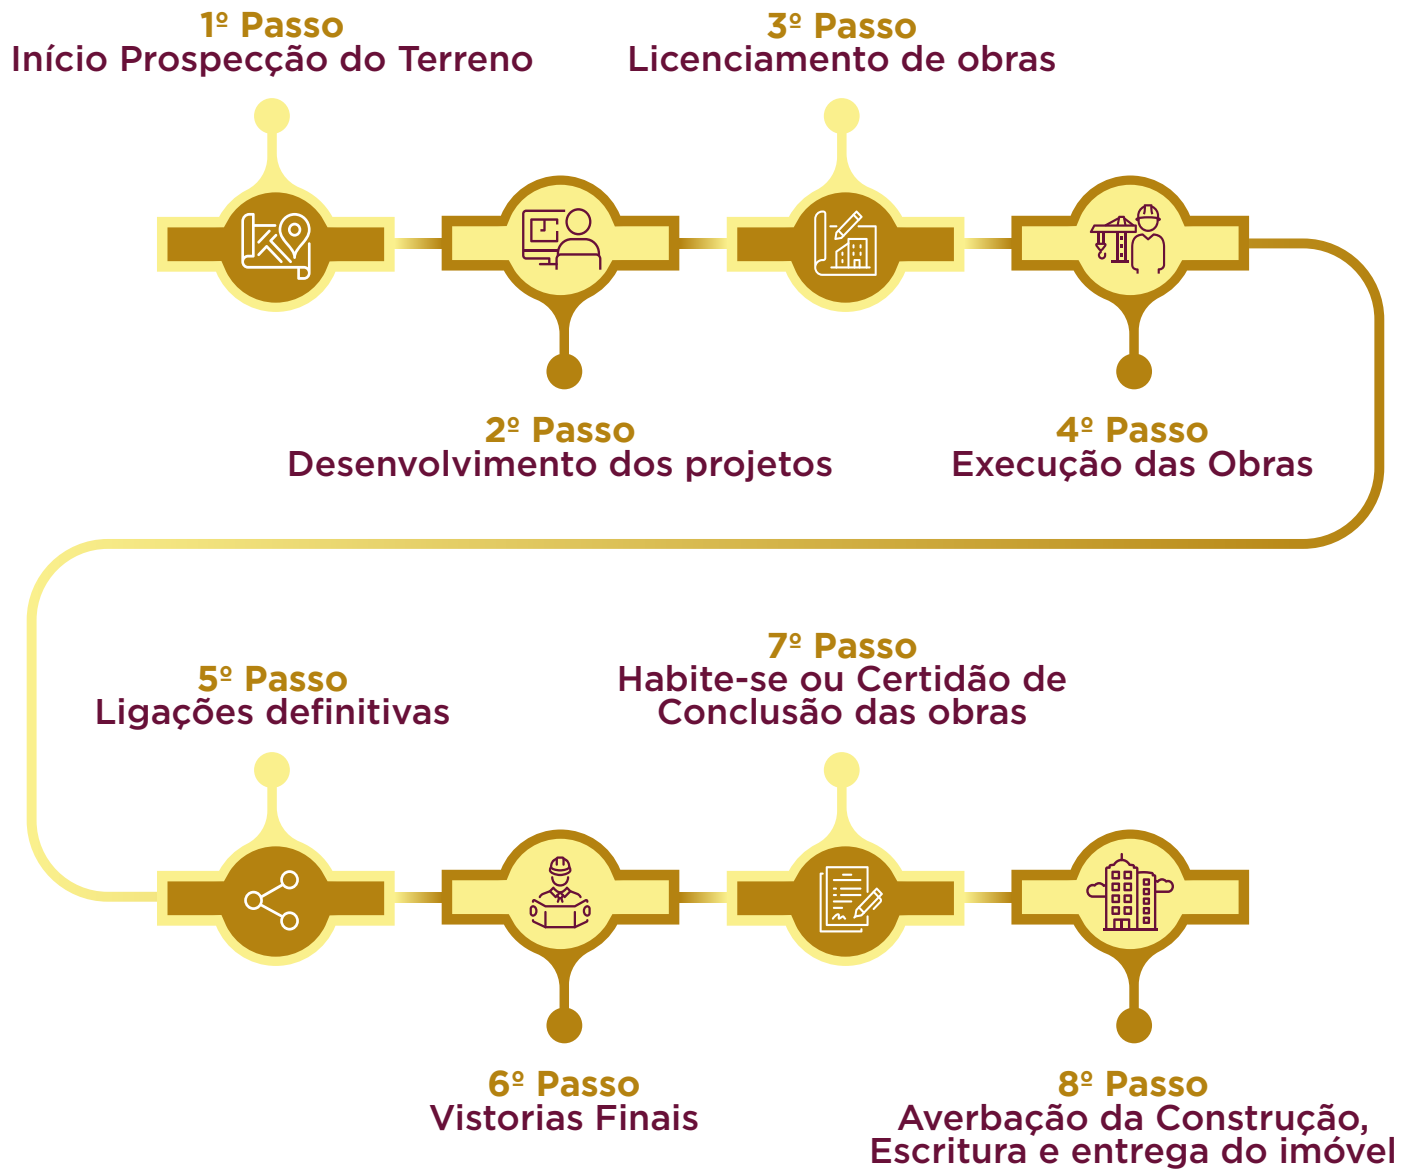 1º Passo
Início Prospecção do Terreno
2º Passo
Desenvolvimento dos projetos
3º Passo
Licenciamento de obras
4º Passo
Execução das Obras
5º Passo
Ligações definitivas
6º Passo
Vistorias Finais
7º Passo
Habite-se ou Certidão de
Conclusão das obras
8º Passo
Averbação da Construção,
Escritura e entrega do imóvel